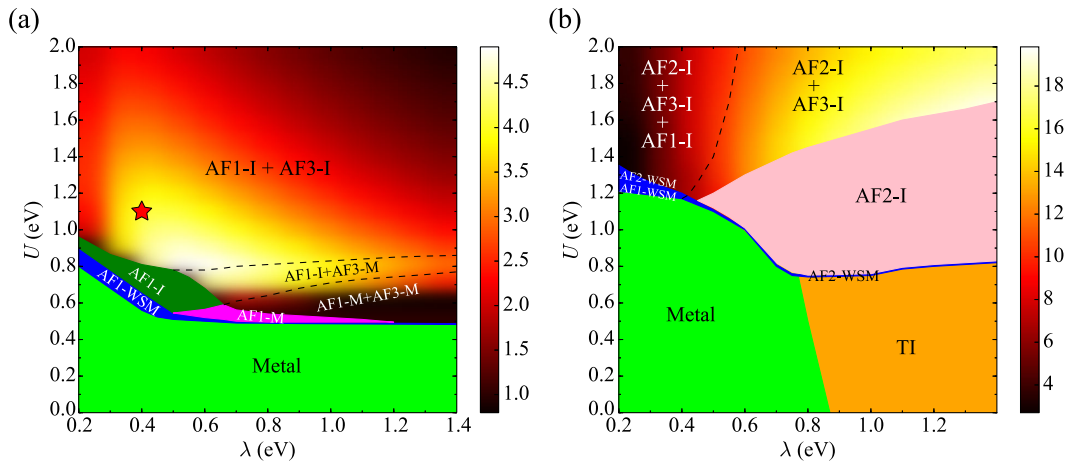 (a)
2.0
1.8
1.6
1.4
1.2
1.0
0.8
0.6
0.4
0.2
0.0
U (eV)
0.2
0.4
0.6
0.8
1.0
1.2
1.4
λ (eV)
AF1-I + AF3-I
AF1-I
AF1-WSM
AF1-I+AF3-M
AF1-M+AF3-M
AF1-M
Metal
4.5
4.0
3.5
3.0
2.5
2.0
1.5
1.0
(b)
2.0
1.8
1.6
1.4
1.2
1.0
0.8
0.6
0.4
0.2
0.0
U (eV)
0.2
0.4
0.6
0.8
1.0
1.2
λ (eV)
AF2-I
+
AF3-I
+
AF1-I
AF2-I
+
AF3-I
AF2-WSM
AF1-WSM
AF2-I
AF2-WSM
Metal
TI
18
16
14
12
10
8
6
4